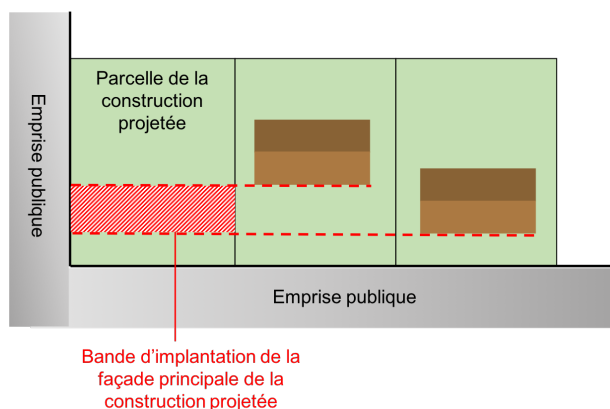 Parcelle de la
construction
projetée
Emprise publique
Emprise publique
Bande d'implantation de la
façade principale de la
construction projetée